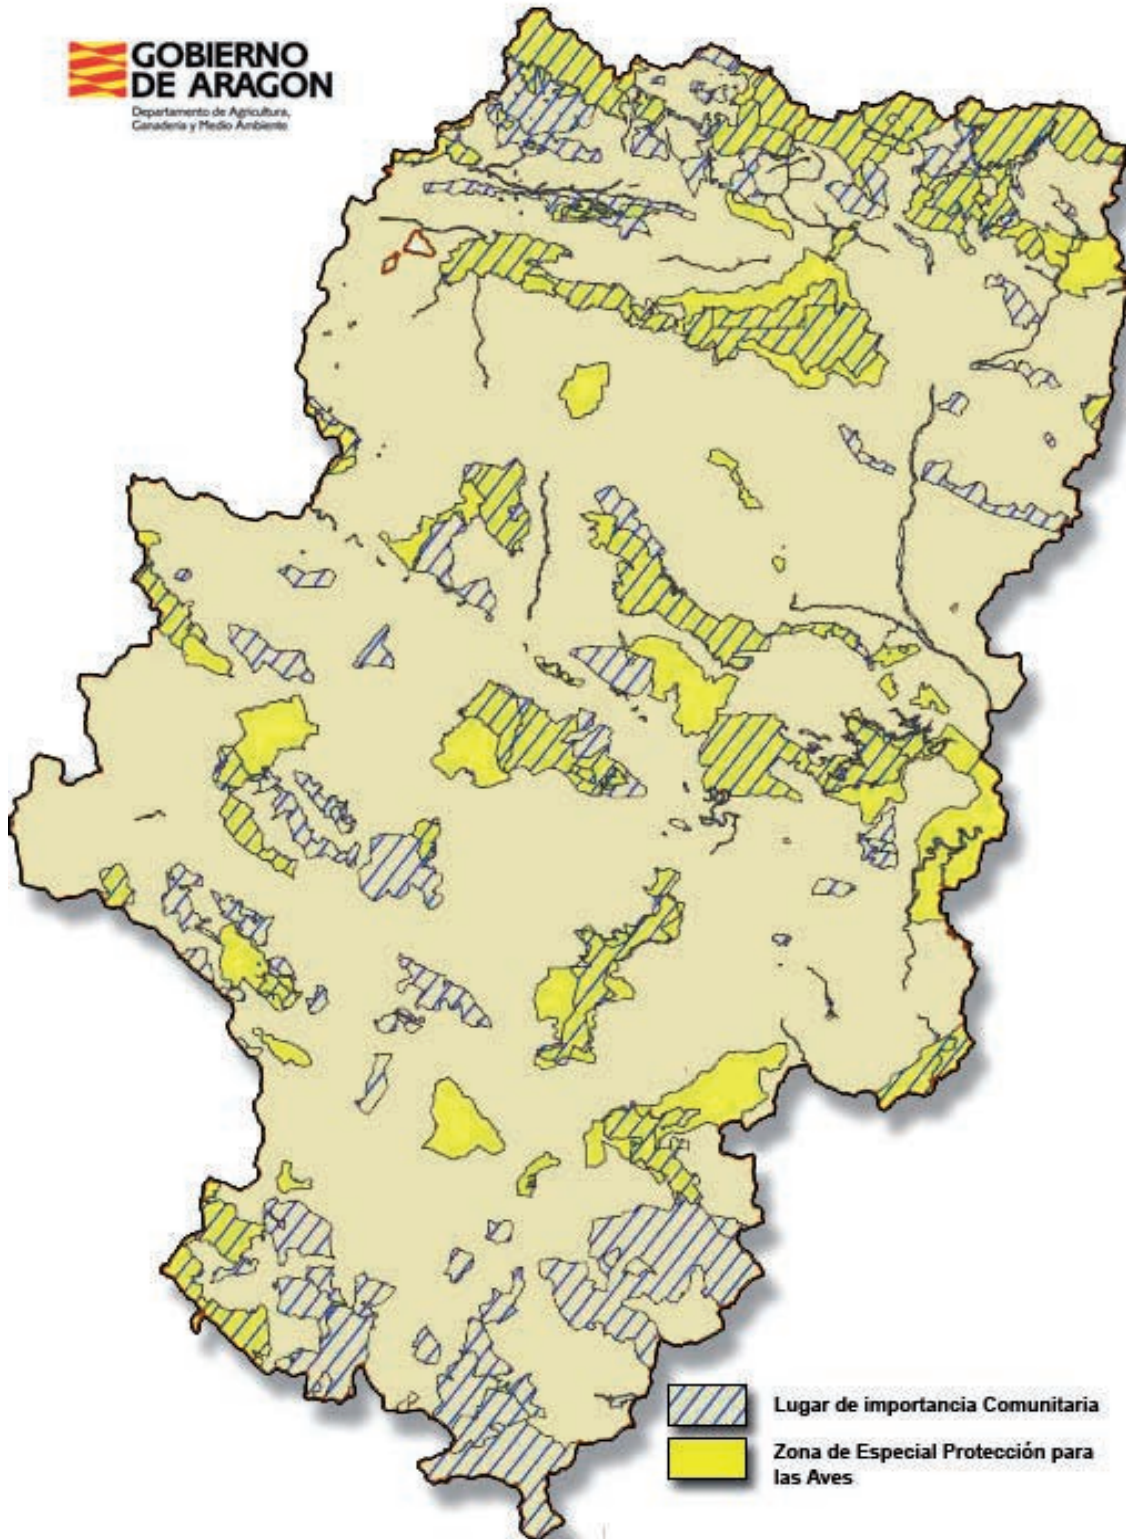 GOBIERNO
DE ARAGON
Departamento de Agricultura,
Ganadería y Medio Ambiente
Lugar de importancia Comunitaria
Zona de Especial Protección para
las Aves